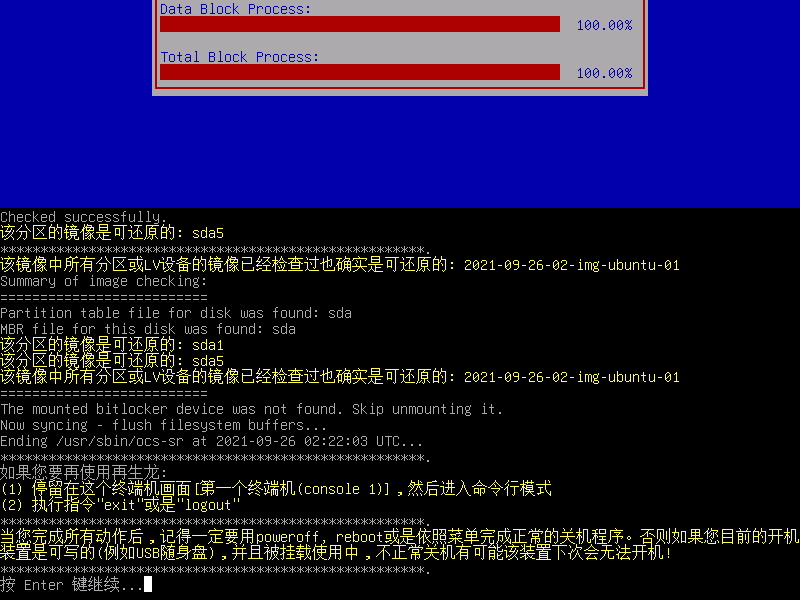 Data Block Process:
100.00%
Total Block Process:
100.00%
Checked successfully.
该分区的镜像是可还原的: sda5
*****************************************************.
该镜像中所有分区或LV设备的镜像已经检查过也确实是可还原的: 2021-09-26-02-img-ubuntu-01
Summary of image checking:
==========================
Partition table file for disk was found: sda
MBR file for this disk was found: sda
该分区的镜像是可还原的: sda1
该分区的镜像是可还原的: sda5
该镜像中所有分区或LV设备的镜像已经检查过也确实是可还原的: 2021-09-26-02-img-ubuntu-01
==========================
The mounted bitlocker device was not found. Skip unmounting it.
Now syncing - flush filesystem buffers...
Ending /usr/sbin/ocs-sr at 2021-09-26 02:22:03 UTC...
*****************************************************.
如果您要再使用再生龙:
(1) 停留在这个终端机画面[第一个终端机(console 1)]，然后进入命令行模式
(2) 执行指令"exit"或是"logout"
*****************************************************.
当您完成所有动作后，记得一定要用poweroff, reboot或是依照菜单完成正常的关机程序。否则如果您目前的开机
装置是可写的(例如USB随身盘)，并且被挂载使用中，不正常关机有可能该装置下次会无法开机!
*****************************************************.
按 Enter 键继续...